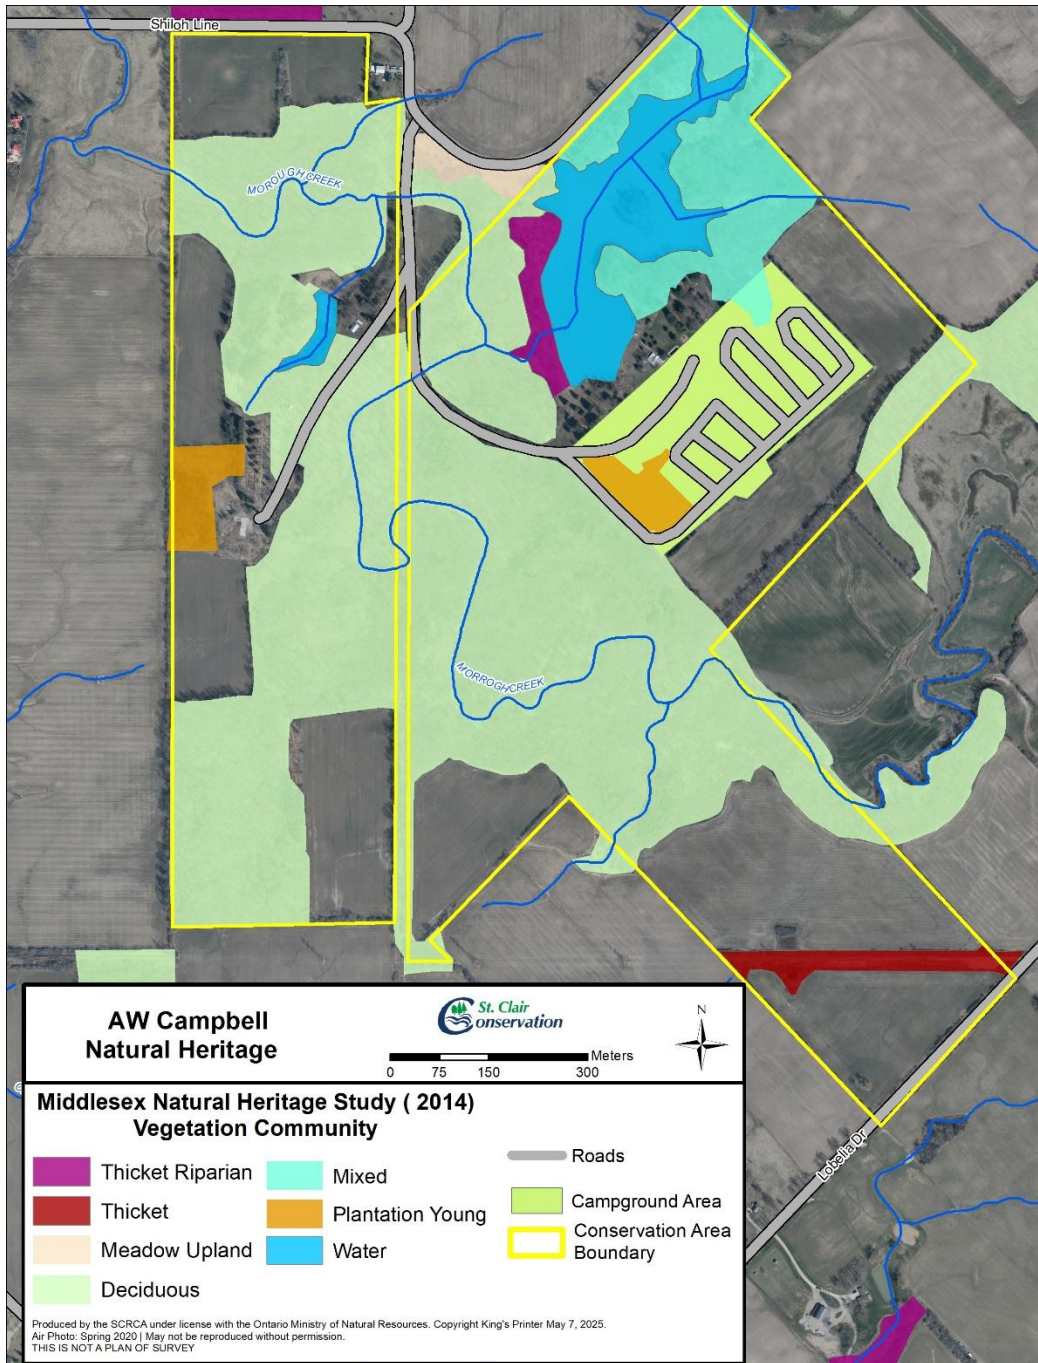 Shiloh Line
MOROUGH CREEK
MORROGH CREEK
Lobelia Dr
AW Campbell
Natural Heritage
St. Clair
Conservation
N
Meters
0 75 150 300
Middlesex Natural Heritage Study ( 2014)
Vegetation Community
Thicket Riparian
Thicket
Meadow Upland
Deciduous
Mixed
Plantation Young
Water
Roads
Campground Area
Conservation Area
Boundary
Produced by the SCRCA under license with the Ontario Ministry of Natural Resources. Copyright King's Printer May 7, 2025.
Air Photo: Spring 2020 | May not be reproduced without permission.
THIS IS NOT A PLAN OF SURVEY